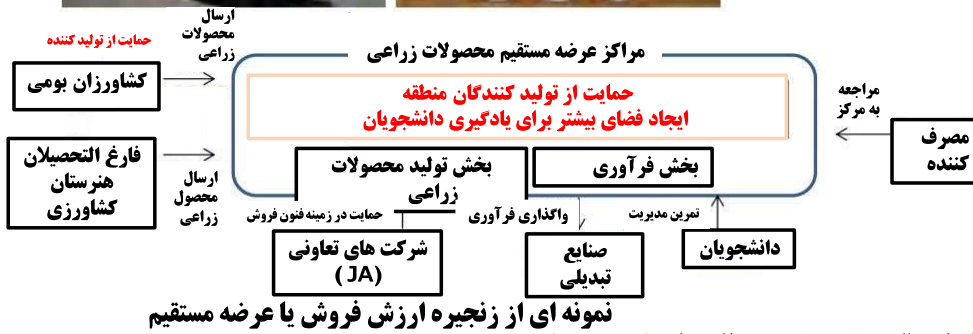 ارسال
محصولات
زراعی
حمایت از تولید کننده
کشاورزان بومی
مراکز عرضه مستقیم محصولات زراعی
حمایت از تولید کنندگان منطقه
ایجاد فضای بیشتر برای یادگیری دانشجویان
مراجعه
به مرکز
مصرف
کننده
فارغ التحصیلان
هنرستان
کشاورزی
ارسال
محصول
زراعی
بخش تولید محصولات
زراعی
بخش فرآوری
حمایت در زمینه فنون فروش
واگذاری فرآوری
تمرین مدیریت
شرکت های تعاونی
(JA)
صنایع
تبدیلی
دانشجویان
نمونه ای از زنجیره ارزش فروش یا عرضه مستقیم